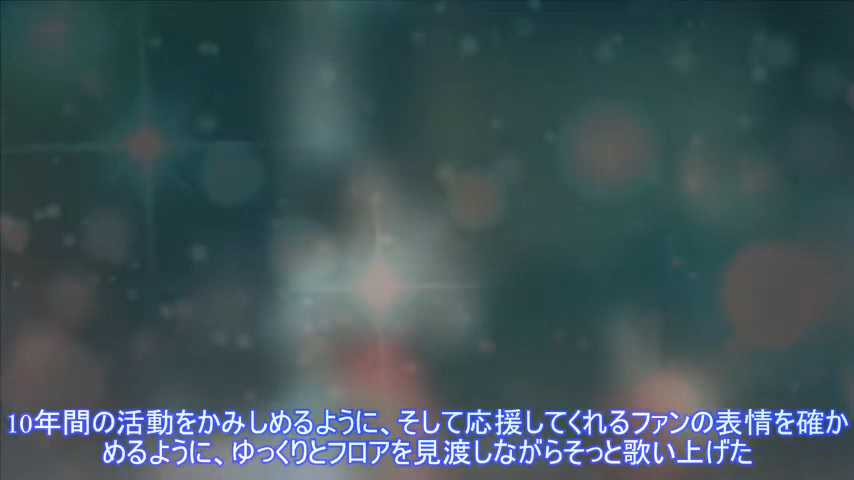 10年間の活動をかみしめるように、そして応援してくれるファンの表情を確か
めるように、ゆっくりとフロアを見渡しながらそっと歌い上げた